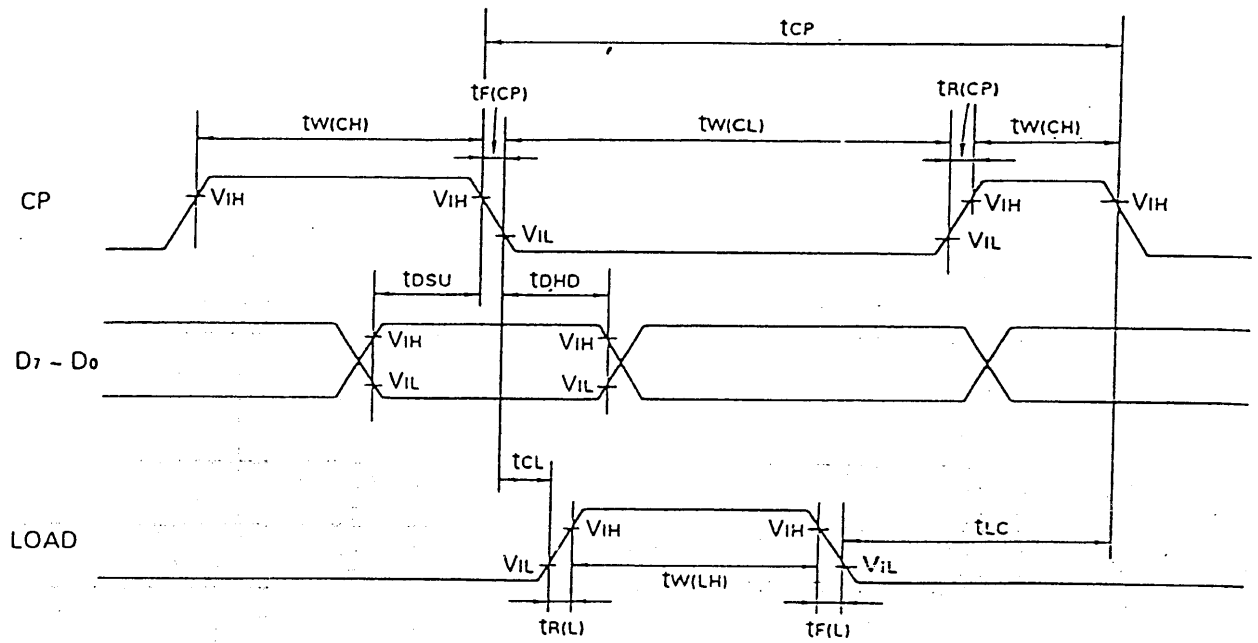 tCP
tF(CP)
tR(CP)
tW(CH)
tW(CL)
tW(CH)
CP
VIH
VIH
VIH
VIH
VIL
VIL
tDSU
tDHD
D7 - D0
VIH
VIH
VIL
VIL
tCL
LOAD
VIH
VIH
tLC
VIL
tW(LH)
VIL
tR(L)
tF(L)